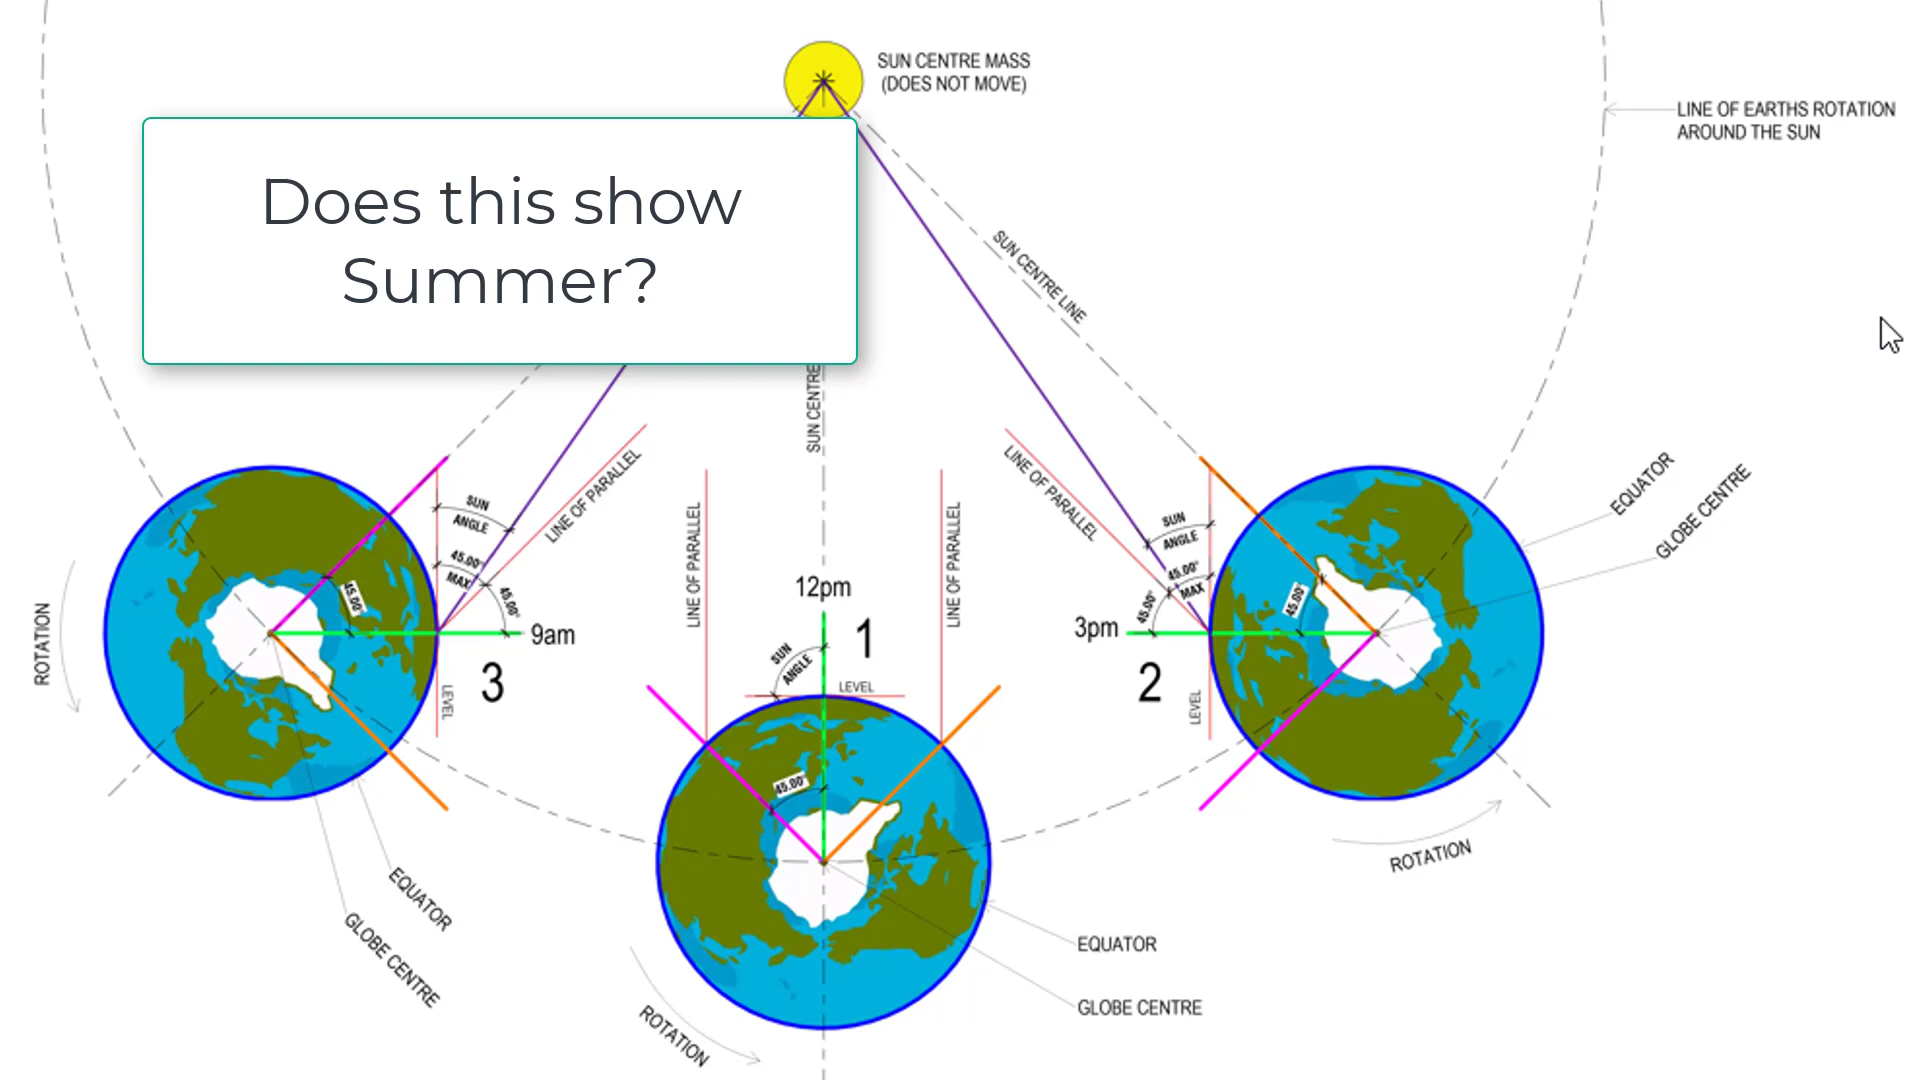 SUN CENTRE MASS
(DOES NOT MOVE)
LINE OF EARTHS ROTATION
AROUND THE SUN
Does this show
Summer?
SUN CENTRE LINE
SUN CENTRE
LINE OF PARALLEL
LINE OF PARALLEL
LINE OF PARALLEL
LINE OF PARALLEL
EQUATOR
GLOBE CENTRE
SUN
ANGLE
45.00°
MAX
45.00°
45.00°
9am
3
LEVEL
ROTATION
EQUATOR
GLOBE CENTRE
12pm
1
SUN
ANGLE
LEVEL
45.00°
EQUATOR
GLOBE CENTRE
ROTATION
SUN
ANGLE
45.00°
MAX
45.00°
45.00°
3pm
2
LEVEL
ROTATION